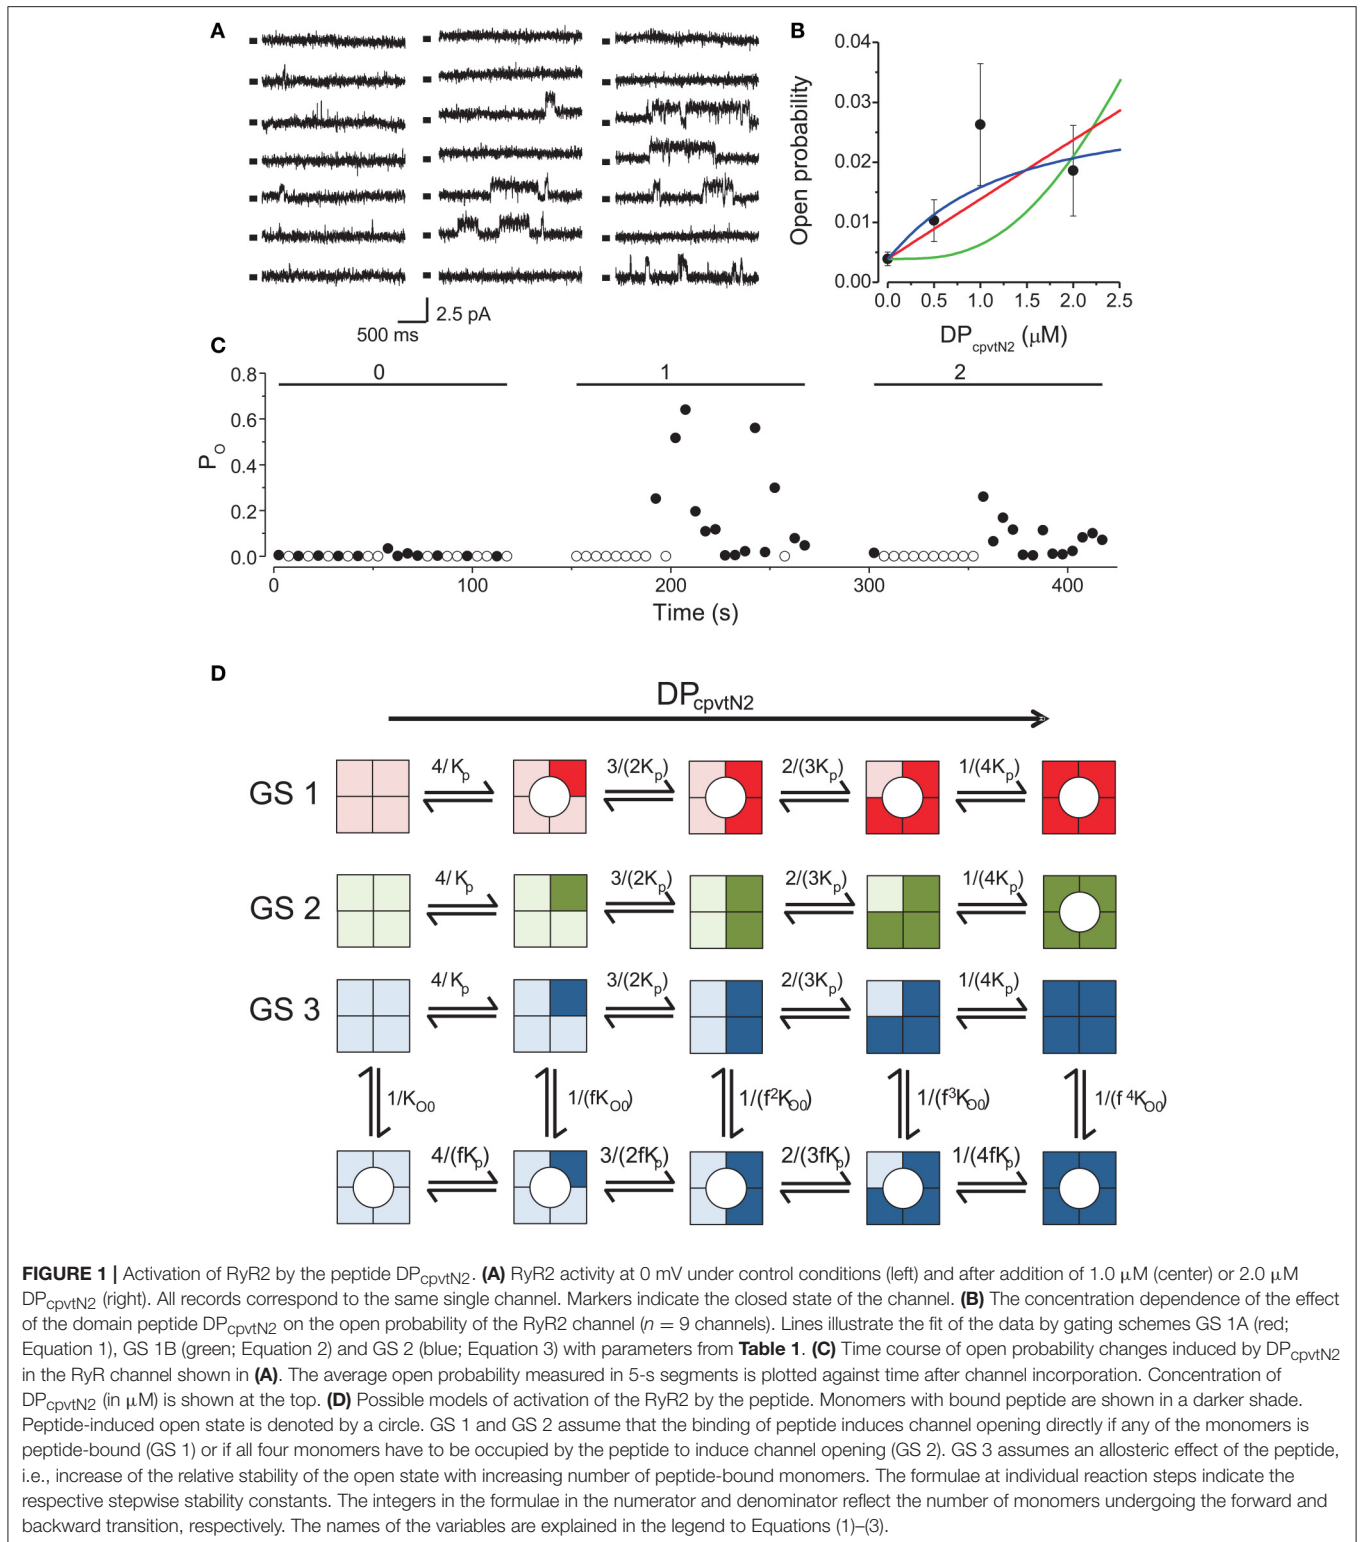 A
2.5 pA
500 ms
B
Open probability
0.04
0.03
0.02
0.01
0.00
0.0 0.5 1.0 1.5 2.0 2.5
DPcpvtN2 (μM)
C
0 1 2
PO
0.8
0.6
0.4
0.2
0.0
0 100 200 300 400
Time (s)
D
DPcpvtN2
GS 1
4/Kp 3/(2Kp) 2/(3Kp) 1/(4Kp)
GS 2
4/Kp 3/(2Kp) 2/(3Kp) 1/(4Kp)
GS 3
4/Kp 3/(2Kp) 2/(3Kp) 1/(4Kp)
1/KO0 1/(fKO0) 1/(f²KO0) 1/(f³KO0) 1/(f⁴KO0)
4/(fKp) 3/(2fKp) 2/(3fKp) 1/(4fKp)
FIGURE 1 | Activation of RyR2 by the peptide DPcpvtN2. (A) RyR2 activity at 0 mV under control conditions (left) and after addition of 1.0 μM (center) or 2.0 μM
DPcpvtN2 (right). All records correspond to the same single channel. Markers indicate the closed state of the channel. (B) The concentration dependence of the effect
of the domain peptide DPcpvtN2 on the open probability of the RyR2 channel (n = 9 channels). Lines illustrate the fit of the data by gating schemes GS 1A (red;
Equation 1), GS 1B (green; Equation 2) and GS 2 (blue; Equation 3) with parameters from Table 1. (C) Time course of open probability changes induced by DPcpvtN2
in the RyR channel shown in (A). The average open probability measured in 5-s segments is plotted against time after channel incorporation. Concentration of
DPcpvtN2 (in μM) is shown at the top. (D) Possible models of activation of the RyR2 by the peptide. Monomers with bound peptide are shown in a darker shade.
Peptide-induced open state is denoted by a circle. GS 1 and GS 2 assume that the binding of peptide induces channel opening directly if any of the monomers is
peptide-bound (GS 1) or if all four monomers have to be occupied by the peptide to induce channel opening (GS 2). GS 3 assumes an allosteric effect of the peptide,
i.e., increase of the relative stability of the open state with increasing number of peptide-bound monomers. The formulae at individual reaction steps indicate the
respective stepwise stability constants. The integers in the formulae in the numerator and denominator reflect the number of monomers undergoing the forward and
backward transition, respectively. The names of the variables are explained in the legend to Equations (1)–(3).